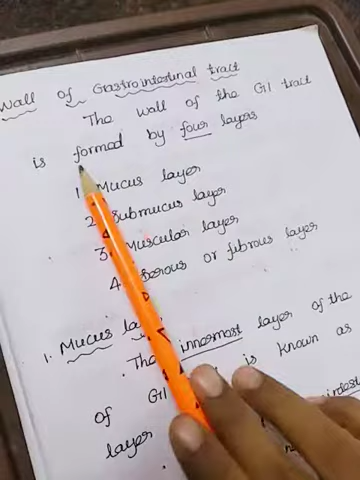 Wall of Gastrointestinal tract
The wall of the GI tract
is formed by four layers
1. Mucus layer
2. Submucus layer
3. Muscular layer
4. Serous or fibrous layer
1. Mucus
The innermost layer of the
of GI is known as
layer